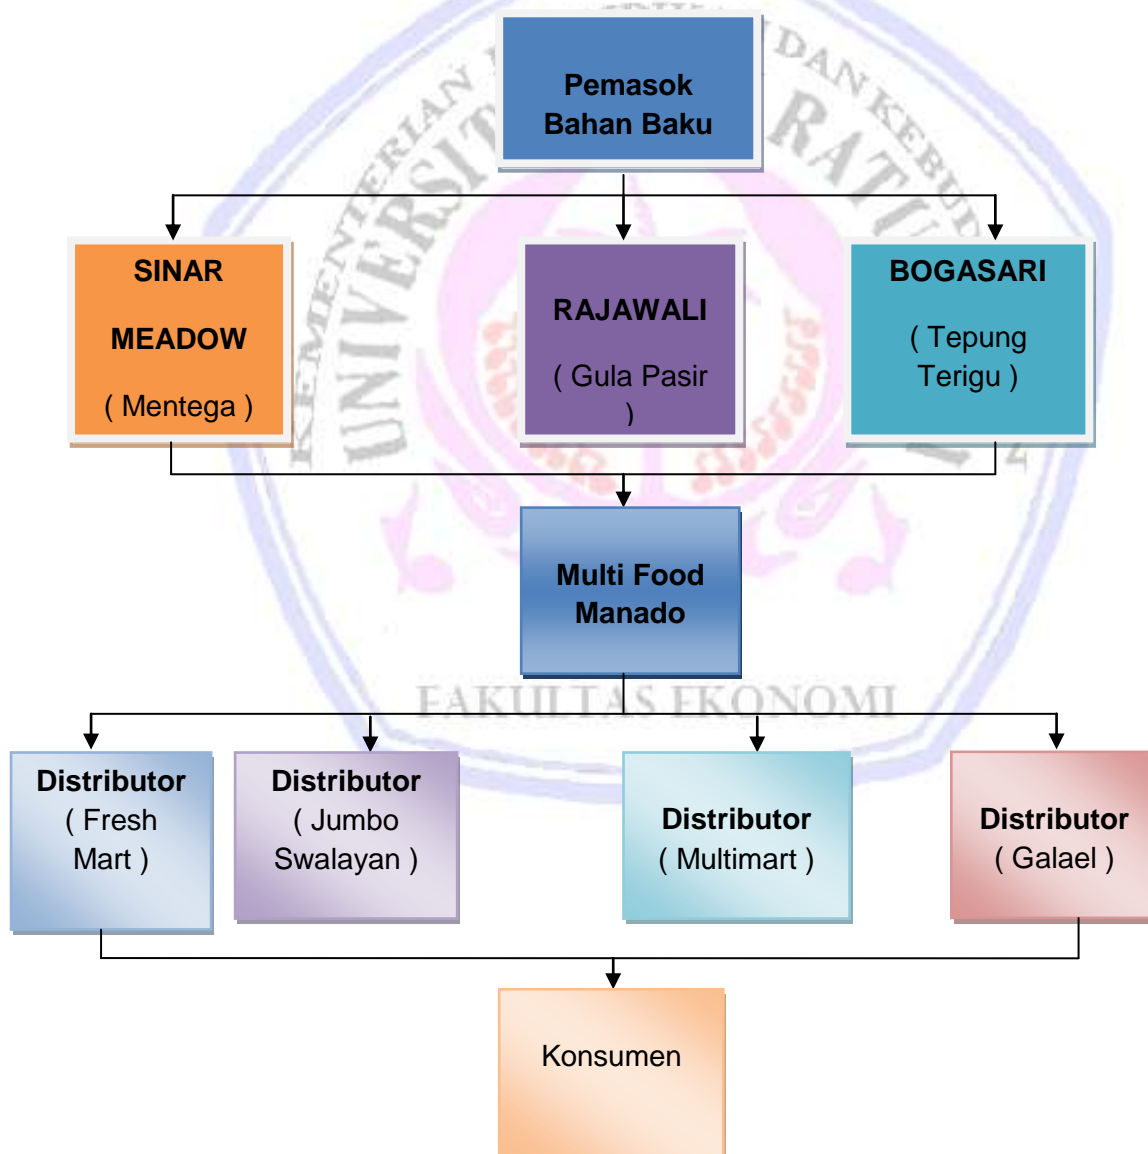 Pemasok
Bahan Baku
SINAR
MEADOW
( Mentega )
RAJAWALI
( Gula Pasir
)
BOGASARI
( Tepung
Terigu )
Multi Food
Manado
FAKULTAS EKONOMI
Distributor
( Fresh
Mart )
Distributor
( Jumbo
Swalayan )
Distributor
( Multimart )
Distributor
( Galael )
Konsumen